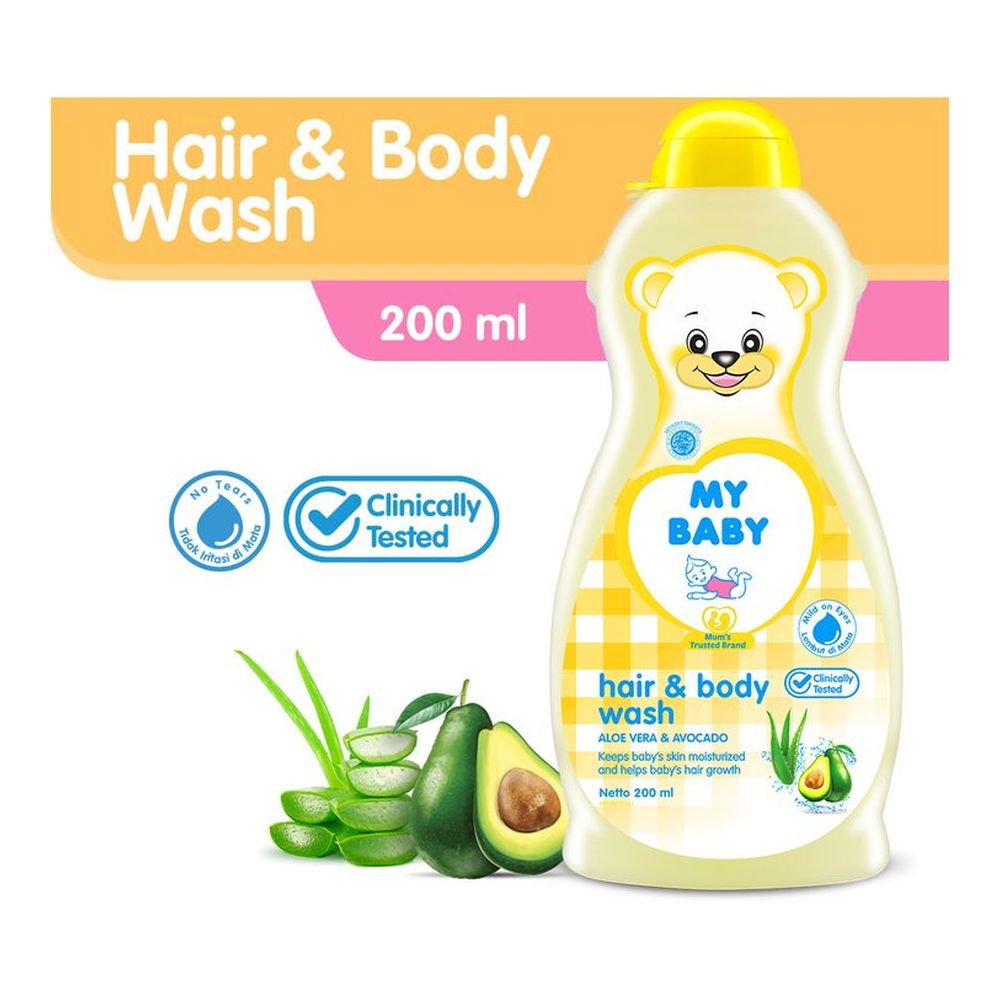 Hair & Body
Wash
200 ml
No Tears
Tidak Iritasi di Mata
Clinically
Tested
MY
BABY
Mum's
Trusted Brand
Mild on Eyes
Lembut di Mata
hair & body
wash
Clinically
Tested
ALOE VERA & AVOCADO
Keeps baby's skin moisturized
and helps baby's hair growth
Netto 200 ml